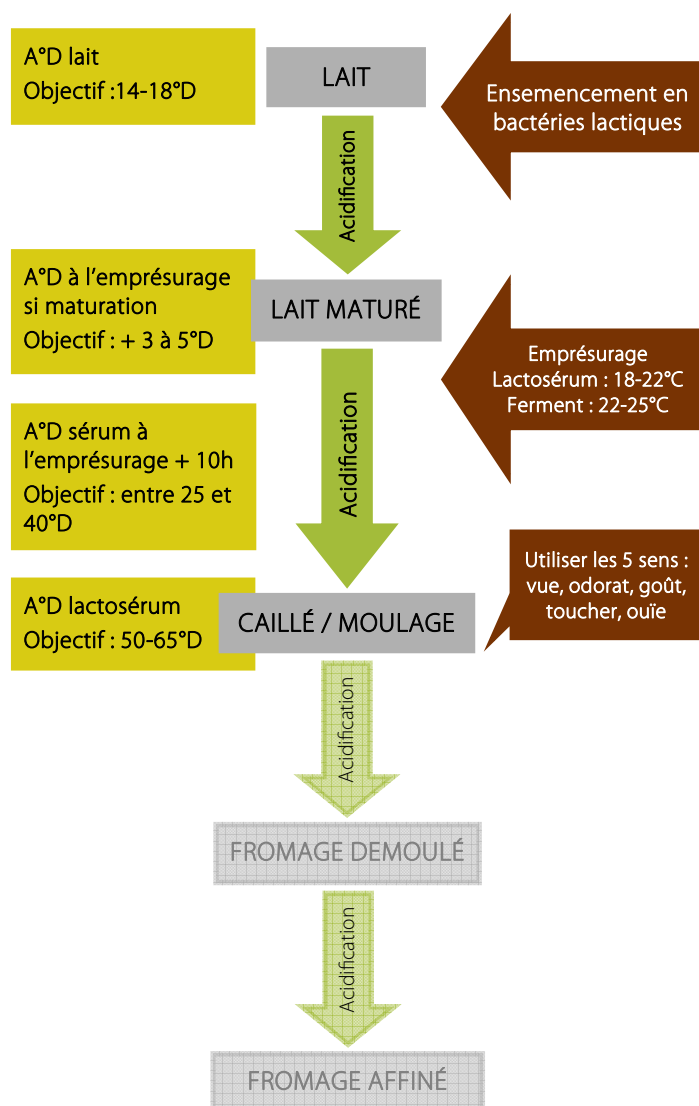 A°D lait
Objectif :14-18°D
LAIT
Ensemencement en
bactéries lactiques
Acidification
A°D à l'emprésurage
si maturation
Objectif : + 3 à 5°D
LAIT MATURÉ
Emprésurage
Lactosérum : 18-22°C
Ferment : 22-25°C
Acidification
A°D sérum à
l'emprésurage + 10h
Objectif : entre 25 et
40°D
A°D lactosérum
Objectif : 50-65°D
CAILLÉ / MOULAGE
Utiliser les 5 sens :
vue, odorat, goût,
toucher, ouïe
Acidification
FROMAGE DEMOULÉ
Acidification
FROMAGE AFFINÉ